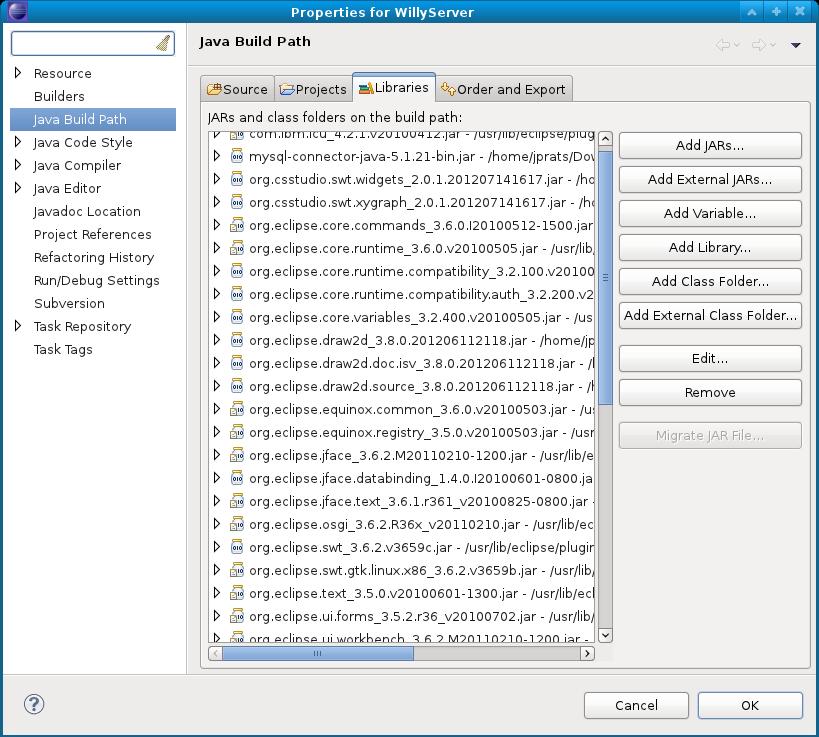 Properties for WillyServer
Resource
Builders
Java Build Path
Java Code Style
Java Compiler
Java Editor
Javadoc Location
Project References
Refactoring History
Run/Debug Settings
Subversion
Task Repository
Task Tags
Java Build Path
Source
Projects
Libraries
Order and Export
JARs and class folders on the build path:
com.ibm.icu_4.2.1.v20100412.jar - /usr/lib/eclipse/plug
mysql-connector-java-5.1.21-bin.jar - /home/jprats/Dow
org.csstudio.swt.widgets_2.0.1.201207141617.jar - /ho
org.csstudio.swt.xygraph_2.0.1.201207141617.jar - /ho
org.eclipse.core.commands_3.6.0.I20100512-1500.jar
org.eclipse.core.runtime_3.6.0.v20100505.jar - /usr/lib,
org.eclipse.core.runtime.compatibility_3.2.100.v20100
org.eclipse.core.runtime.compatibility.auth_3.2.200.v2
org.eclipse.core.variables_3.2.400.v20100505.jar - /us
org.eclipse.draw2d_3.8.0.201206112118.jar - /home/jp
org.eclipse.draw2d.doc.isv_3.8.0.201206112118.jar - /l
org.eclipse.draw2d.source_3.8.0.201206112118.jar - /h
org.eclipse.equinox.common_3.6.0.v20100503.jar - /us
org.eclipse.equinox.registry_3.5.0.v20100503.jar - /usr
org.eclipse.jface_3.6.2.M20110210-1200.jar - /usr/lib/e
org.eclipse.jface.databinding_1.4.0.I20100601-0800.ja
org.eclipse.jface.text_3.6.1.r361_v20100825-0800.jar -
org.eclipse.osgi_3.6.2.R36x_v20110210.jar - /usr/lib/ec
org.eclipse.swt_3.6.2.v3659c.jar - /usr/lib/eclipse/plugin
org.eclipse.swt.gtk.linux.x86_3.6.2.v3659b.jar - /usr/lib/
org.eclipse.text_3.5.0.v20100601-1300.jar - /usr/lib/ecl
org.eclipse.ui.forms_3.5.2.r36_v20100702.jar - /usr/lib/
org.eclipse.ui.workbench_3.6.2.M20110210-1200.jar -
Add JARs...
Add External JARs...
Add Variable...
Add Library...
Add Class Folder...
Add External Class Folder...
Edit...
Remove
Migrate JAR File...
Cancel
OK